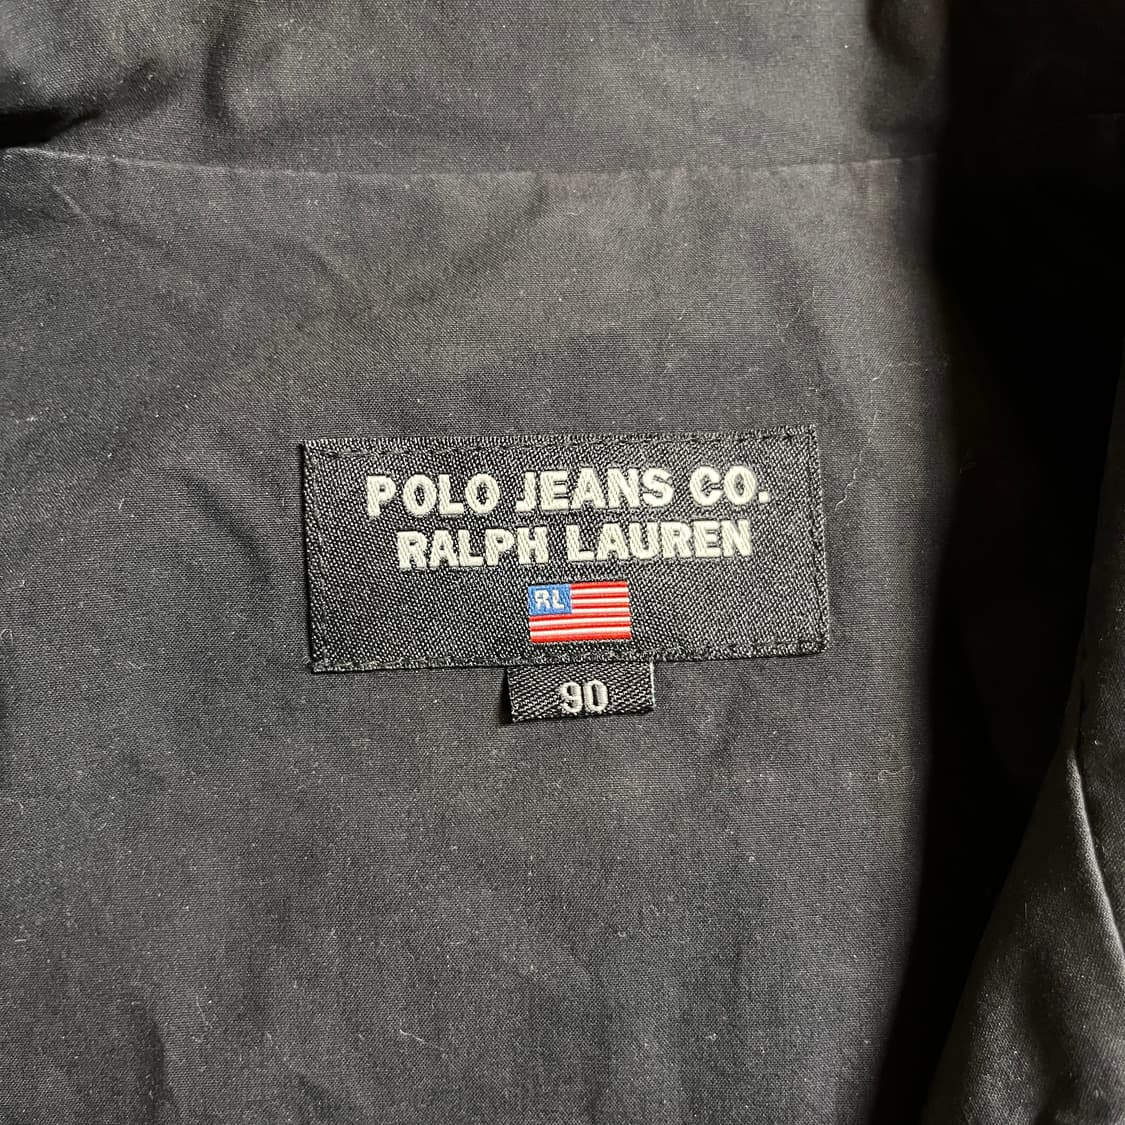 POLO JEANS CO.
RALPH LAUREN
RL
90